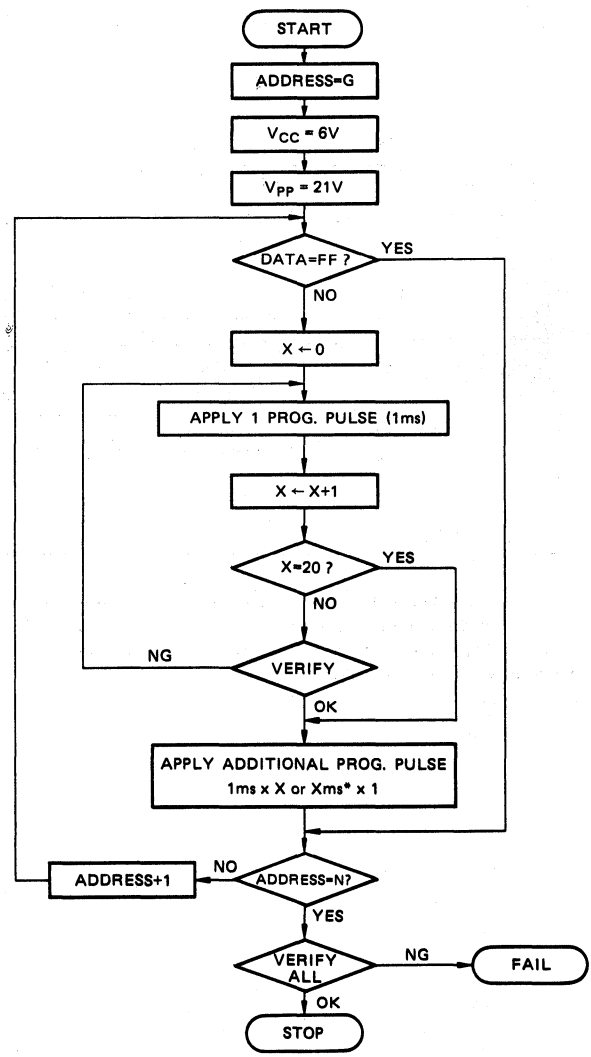 START
ADDRESS=G
VCC = 6V
VPP = 21V
DATA=FF ?
YES
NO
X ← 0
APPLY 1 PROG. PULSE (1ms)
X ← X+1
X=20 ?
YES
NO
NG
VERIFY
OK
APPLY ADDITIONAL PROG. PULSE
1ms x X or Xms* x 1
ADDRESS+1
NO
ADDRESS=N?
YES
VERIFY
ALL
NG
FAIL
OK
STOP